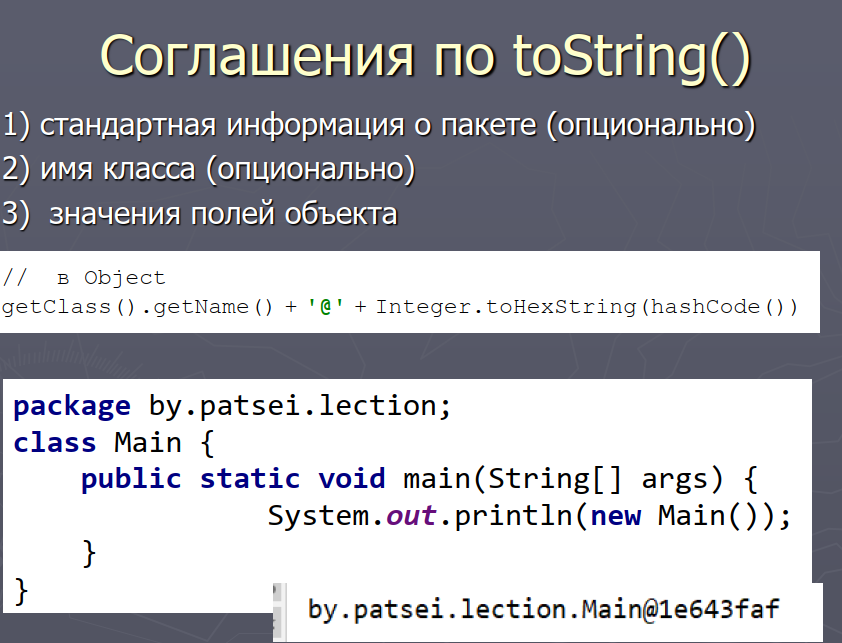 Соглашения по toString()
1) стандартная информация о пакете (опционально)
2) имя класса (опционально)
3) значения полей объекта
// в Object
getClass().getName() + '@' + Integer.toHexString(hashCode())
package by.patsei.lection;
class Main {
public static void main(String[] args) {
System.out.println(new Main());
}
}
by.patsei.lection.Main@1e643faf